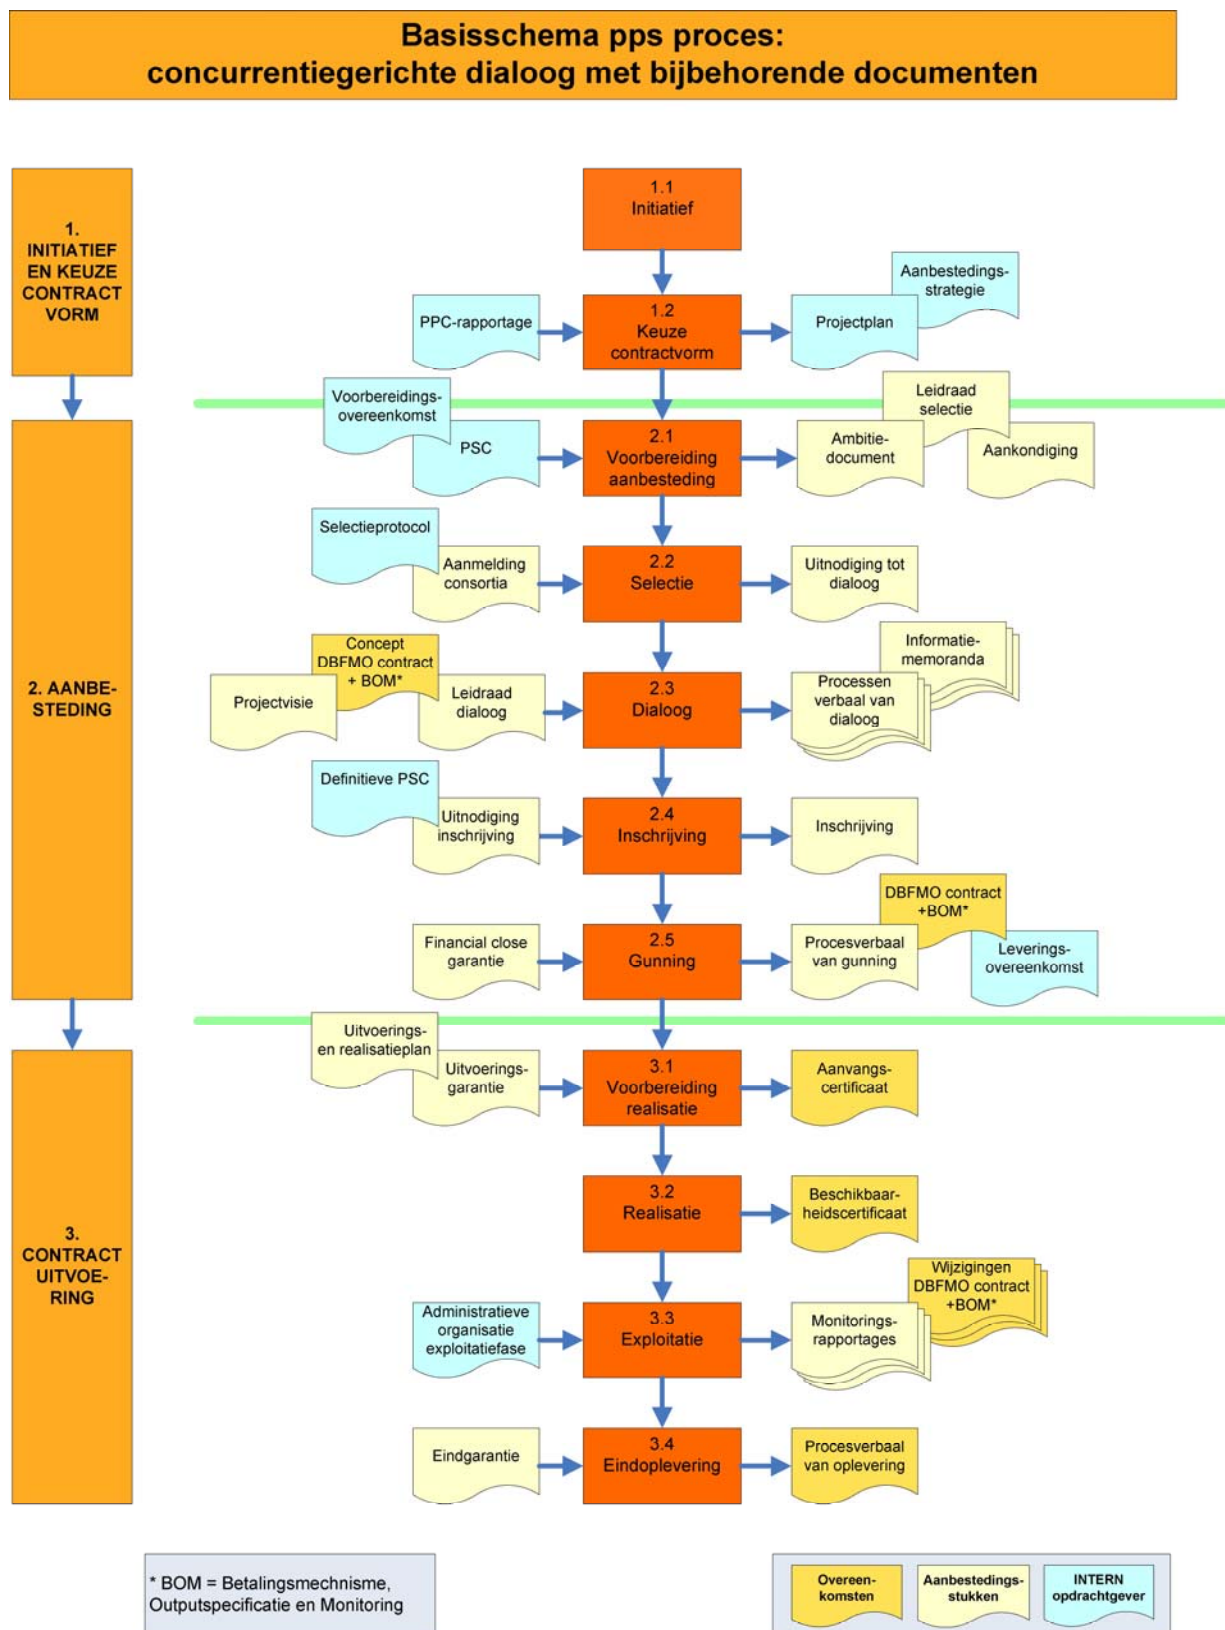 Basisschema pps proces:
concurrentiegerichte dialoog met bijbehorende documenten
1.
INITIATIEF
EN KEUZE
CONTRACT
VORM
1.1
Initiatief
PPC-rapportage
1.2
Keuze
contractvorm
Projectplan
Aanbestedings-
strategie
2. AANBE-
STEDING
Voorbereidings-
overeenkomst
PSC
2.1
Voorbereiding
aanbesteding
Ambitie-
document
Leidraad
selectie
Aankondiging
Selectieprotocol
Aanmelding
consortia
2.2
Selectie
Uitnodiging tot
dialoog
Projectvisie
Concept
DBFMO contract
+ BOM*
Leidraad
dialoog
2.3
Dialoog
Processen
verbaal van
dialoog
Informatie-
memoranda
Definitieve PSC
Uitnodiging
inschrijving
2.4
Inschrijving
Inschrijving
Financial close
garantie
2.5
Gunning
Procesverbaal
van gunning
DBFMO contract
+BOM*
Leverings-
overeenkomst
3.
CONTRACT
UITVOE-
RING
Uitvoerings-
en realisatieplan
Uitvoerings-
garantie
3.1
Voorbereiding
realisatie
Aanvangs-
certificaat
3.2
Realisatie
Beschikbaar-
heidscertificaat
Administratieve
organisatie
exploitatiefase
3.3
Exploitatie
Monitorings-
rapportages
Wijzigingen
DBFMO contract
+BOM*
Eindgarantie
3.4
Eindoplevering
Procesverbaal
van oplevering
* BOM = Betalingsmechnisme,
Outputspecificatie en Monitoring
Overeen-
komsten
Aanbestedings-
stukken
INTERN
opdrachtgever